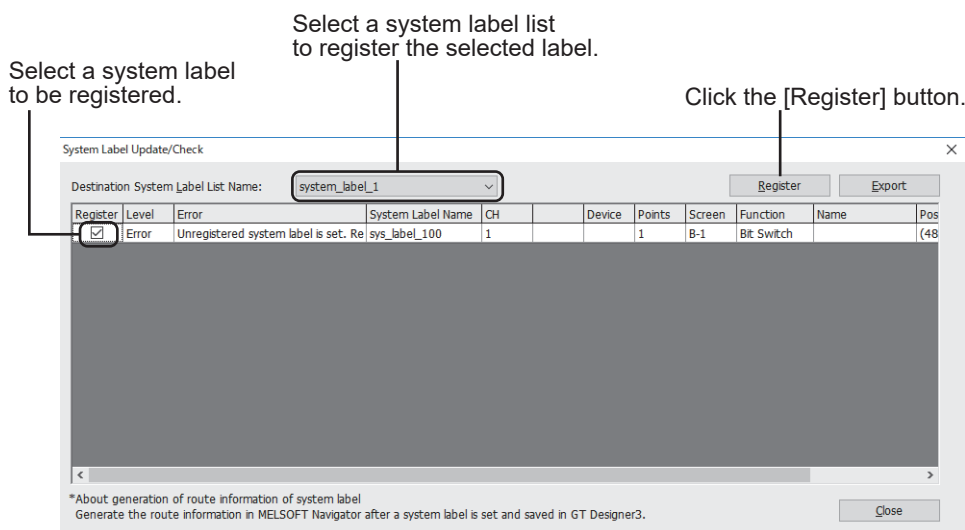 Select a system label list
to register the selected label.
Select a system label
to be registered.
Click the [Register] button.
System Label Update/Check
Destination System Label List Name: system_label_1 Register Export
Register Level Error System Label Name CH Device Points Screen Function Name Pos
Error Unregistered system label is set. Re sys_label_100 1 1 B-1 Bit Switch (48
*About generation of route information of system label
Generate the route information in MELSOFT Navigator after a system label is set and saved in GT Designer3.
Close